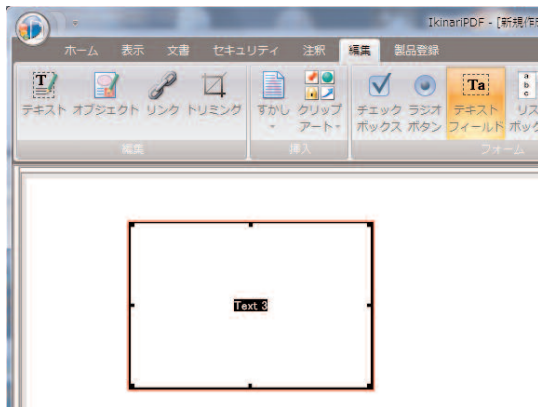 IkinariPDF - [新規作
ホーム 表示 文書 セキュリティ 注釈 編集 製品登録
T Ta a
b
c
テキスト オブジェクト リンク トリミング すかし クリップ
アート チェック
ボックス ラジオ
ボタン テキスト
フィールド リス
ボック
編集 挿入 フォーム
Text 3